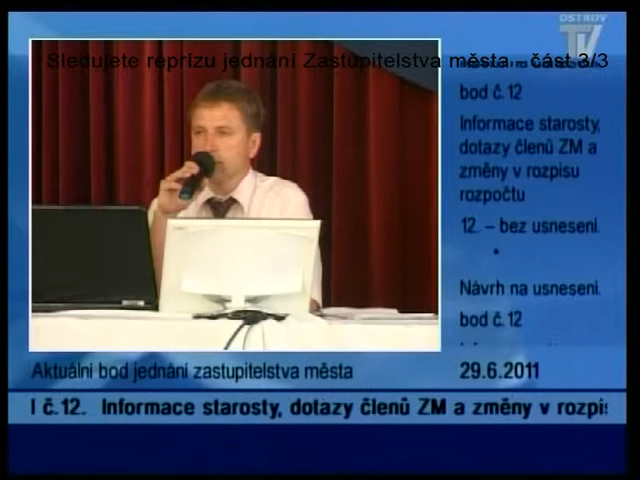 OSTROV
TV
Sledujete reprízu jednání Zastupitelstva města - část 3/3
bod č.12
Informace starosty,
dotazy členů ZM a
změny v rozpisu
rozpočtu
12. – bez usnesení.
•
Návrh na usnesení.
bod č.12
Aktuální bod jednání zastupitelstva města
29.6.2011
č.12. Informace starosty, dotazy členů ZM a změny v rozpis